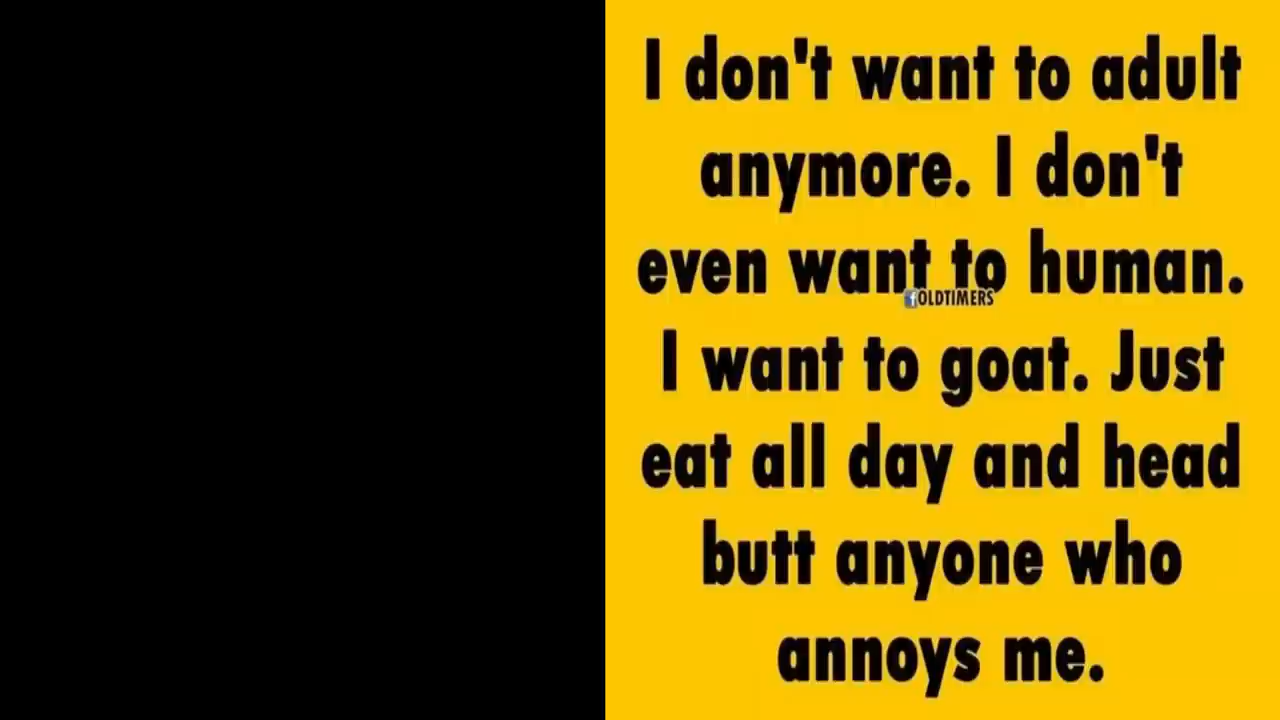 I don't want to adult
anymore. I don't
even want to human.
OLDTIMERS
I want to goat. Just
eat all day and head
butt anyone who
annoys me.